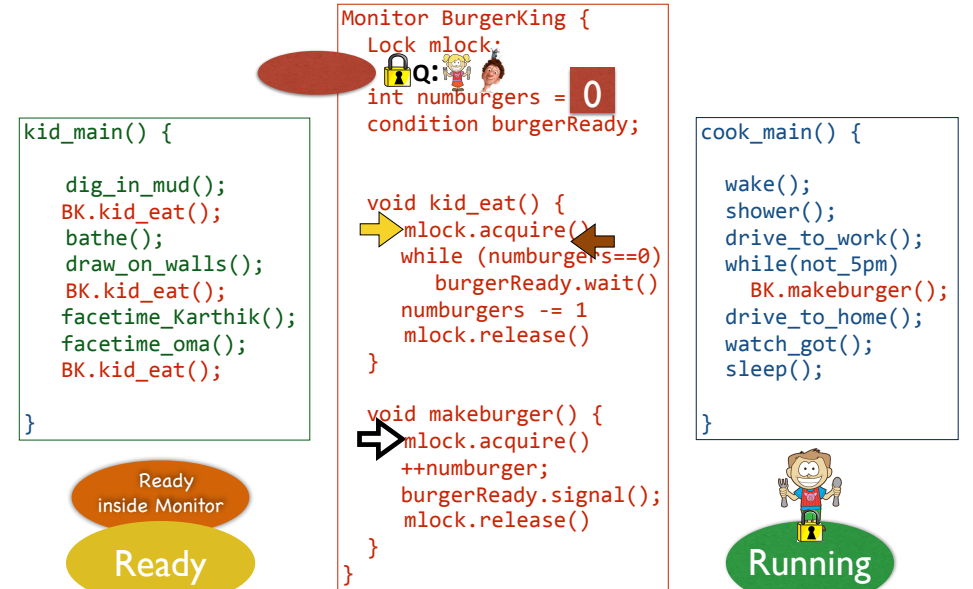 Monitor BurgerKing {
Lock mlock;
Q:
int numburgers = 0
condition burgerReady;
void kid_eat() {
mlock.acquire()
while (numburgers==0)
burgerReady.wait()
numburgers -= 1
mlock.release()
}
void makeburger() {
mlock.acquire()
++numburger;
burgerReady.signal();
mlock.release()
}
}
kid_main() {
dig_in_mud();
BK.kid_eat();
bathe();
draw_on_walls();
BK.kid_eat();
facetime_Karthik();
facetime_oma();
BK.kid_eat();
}
Ready
inside Monitor
Ready
cook_main() {
wake();
shower();
drive_to_work();
while(not_5pm)
BK.makeburger();
drive_to_home();
watch_got();
sleep();
}
Running